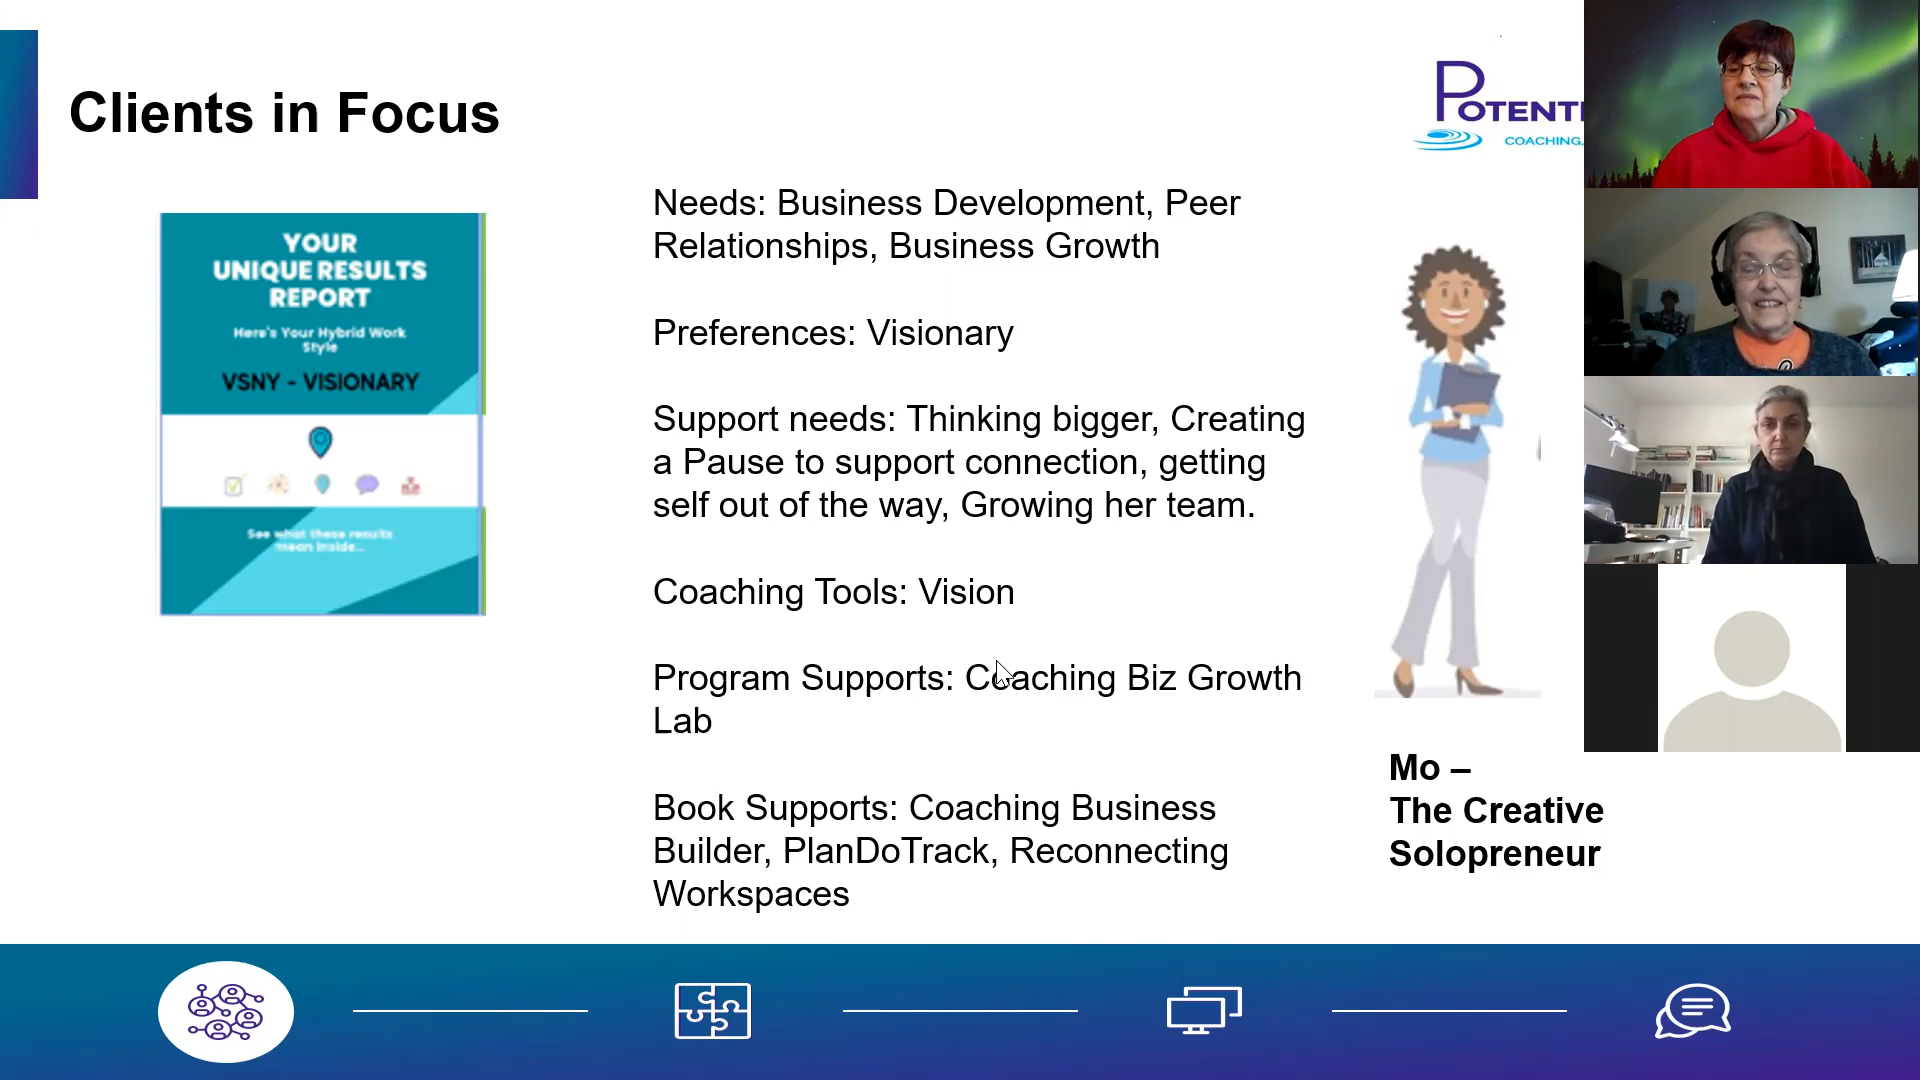 Clients in Focus
POTENTI
COACHING,
YOUR
UNIQUE RESULTS
REPORT
Here's Your Hybrid Work
Style
VSNY - VISIONARY
See what these results
mean inside...
Needs: Business Development, Peer
Relationships, Business Growth
Preferences: Visionary
Support needs: Thinking bigger, Creating
a Pause to support connection, getting
self out of the way, Growing her team.
Coaching Tools: Vision
Program Supports: Coaching Biz Growth
Lab
Book Supports: Coaching Business
Builder, PlanDoTrack, Reconnecting
Workspaces
Mo –
The Creative
Solopreneur